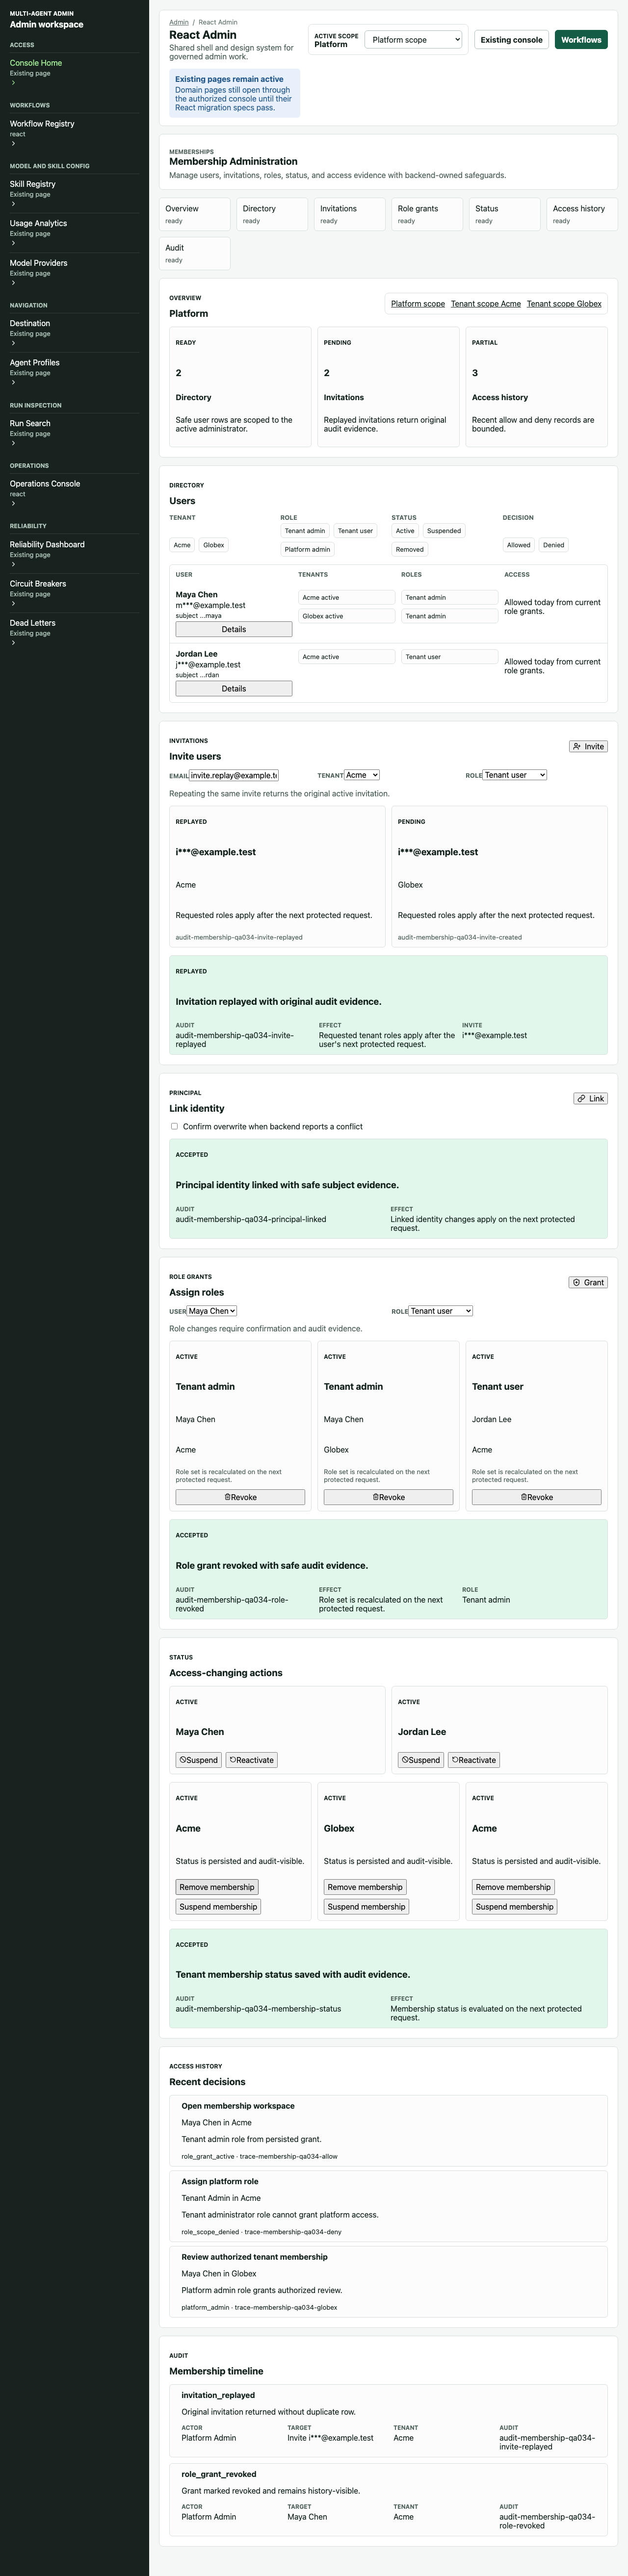 MULTI-AGENT ADMIN
Admin workspace
ACCESS
Console Home
Existing page
WORKFLOWS
Workflow Registry
react
MODEL AND SKILL CONFIG
Skill Registry
Existing page
Usage Analytics
Existing page
Model Providers
Existing page
NAVIGATION
Destination
Existing page
Agent Profiles
Existing page
RUN INSPECTION
Run Search
Existing page
OPERATIONS
Operations Console
react
RELIABILITY
Reliability Dashboard
Existing page
Circuit Breakers
Existing page
Dead Letters
Existing page
Admin / React Admin
React Admin
Shared shell and design system for
governed admin work.
ACTIVE SCOPE
Platform
Platform scope
Existing console
Workflows
Existing pages remain active
Domain pages still open through
the authorized console until their
React migration specs pass.
MEMBERSHIPS
Membership Administration
Manage users, invitations, roles, status, and access evidence with backend-owned safeguards.
Overview
ready
Directory
ready
Invitations
ready
Role grants
ready
Status
ready
Access history
ready
Audit
ready
OVERVIEW
Platform
Platform scope Tenant scope Acme Tenant scope Globex
READY
2
Directory
Safe user rows are scoped to the
active administrator.
PENDING
2
Invitations
Replayed invitations return original
audit evidence.
PARTIAL
3
Access history
Recent allow and deny records are
bounded.
DIRECTORY
Users
TENANT
Acme Globex
ROLE
Tenant admin Tenant user
Platform admin
STATUS
Active Suspended
Removed
DECISION
Allowed Denied
USER TENANTS ROLES ACCESS
Maya Chen
m***@example.test
subject ...maya
Details
Acme active
Globex active
Tenant admin
Tenant admin
Allowed today from current
role grants.
Jordan Lee
j***@example.test
subject ...rdan
Details
Acme active
Tenant user
Allowed today from current
role grants.
INVITATIONS
Invite users
Invite
EMAIL invite.replay@example.t
TENANT Acme
ROLE Tenant user
Repeating the same invite returns the original active invitation.
REPLAYED
i***@example.test
Acme
Requested roles apply after the next protected request.
audit-membership-qa034-invite-replayed
PENDING
i***@example.test
Globex
Requested roles apply after the next protected request.
audit-membership-qa034-invite-created
REPLAYED
Invitation replayed with original audit evidence.
AUDIT
audit-membership-qa034-invite-
replayed
EFFECT
Requested tenant roles apply after the
user's next protected request.
INVITE
i***@example.test
PRINCIPAL
Link identity
Link
Confirm overwrite when backend reports a conflict
ACCEPTED
Principal identity linked with safe subject evidence.
AUDIT
audit-membership-qa034-principal-linked
EFFECT
Linked identity changes apply on the next protected
request.
ROLE GRANTS
Assign roles
Grant
USER Maya Chen
ROLE Tenant user
Role changes require confirmation and audit evidence.
ACTIVE
Tenant admin
Maya Chen
Acme
Role set is recalculated on the next
protected request.
Revoke
ACTIVE
Tenant admin
Maya Chen
Globex
Role set is recalculated on the next
protected request.
Revoke
ACTIVE
Tenant user
Jordan Lee
Acme
Role set is recalculated on the next
protected request.
Revoke
ACCEPTED
Role grant revoked with safe audit evidence.
AUDIT
audit-membership-qa034-role-
revoked
EFFECT
Role set is recalculated on the next
protected request.
ROLE
Tenant admin
STATUS
Access-changing actions
ACTIVE
Maya Chen
Suspend Reactivate
ACTIVE
Jordan Lee
Suspend Reactivate
ACTIVE
Acme
Status is persisted and audit-visible.
Remove membership
Suspend membership
ACTIVE
Globex
Status is persisted and audit-visible.
Remove membership
Suspend membership
ACTIVE
Acme
Status is persisted and audit-visible.
Remove membership
Suspend membership
ACCEPTED
Tenant membership status saved with audit evidence.
AUDIT
audit-membership-qa034-membership-status
EFFECT
Membership status is evaluated on the next protected
request.
ACCESS HISTORY
Recent decisions
Open membership workspace
Maya Chen in Acme
Tenant admin role from persisted grant.
role_grant_active · trace-membership-qa034-allow
Assign platform role
Tenant Admin in Acme
Tenant administrator role cannot grant platform access.
role_scope_denied · trace-membership-qa034-deny
Review authorized tenant membership
Maya Chen in Globex
Platform admin role grants authorized review.
platform_admin · trace-membership-qa034-globex
AUDIT
Membership timeline
invitation_replayed
Original invitation returned without duplicate row.
ACTOR
Platform Admin
TARGET
Invite i***@example.test
TENANT
Acme
AUDIT
audit-membership-qa034-
invite-replayed
role_grant_revoked
Grant marked revoked and remains history-visible.
ACTOR
Platform Admin
TARGET
Maya Chen
TENANT
Acme
AUDIT
audit-membership-qa034-
role-revoked